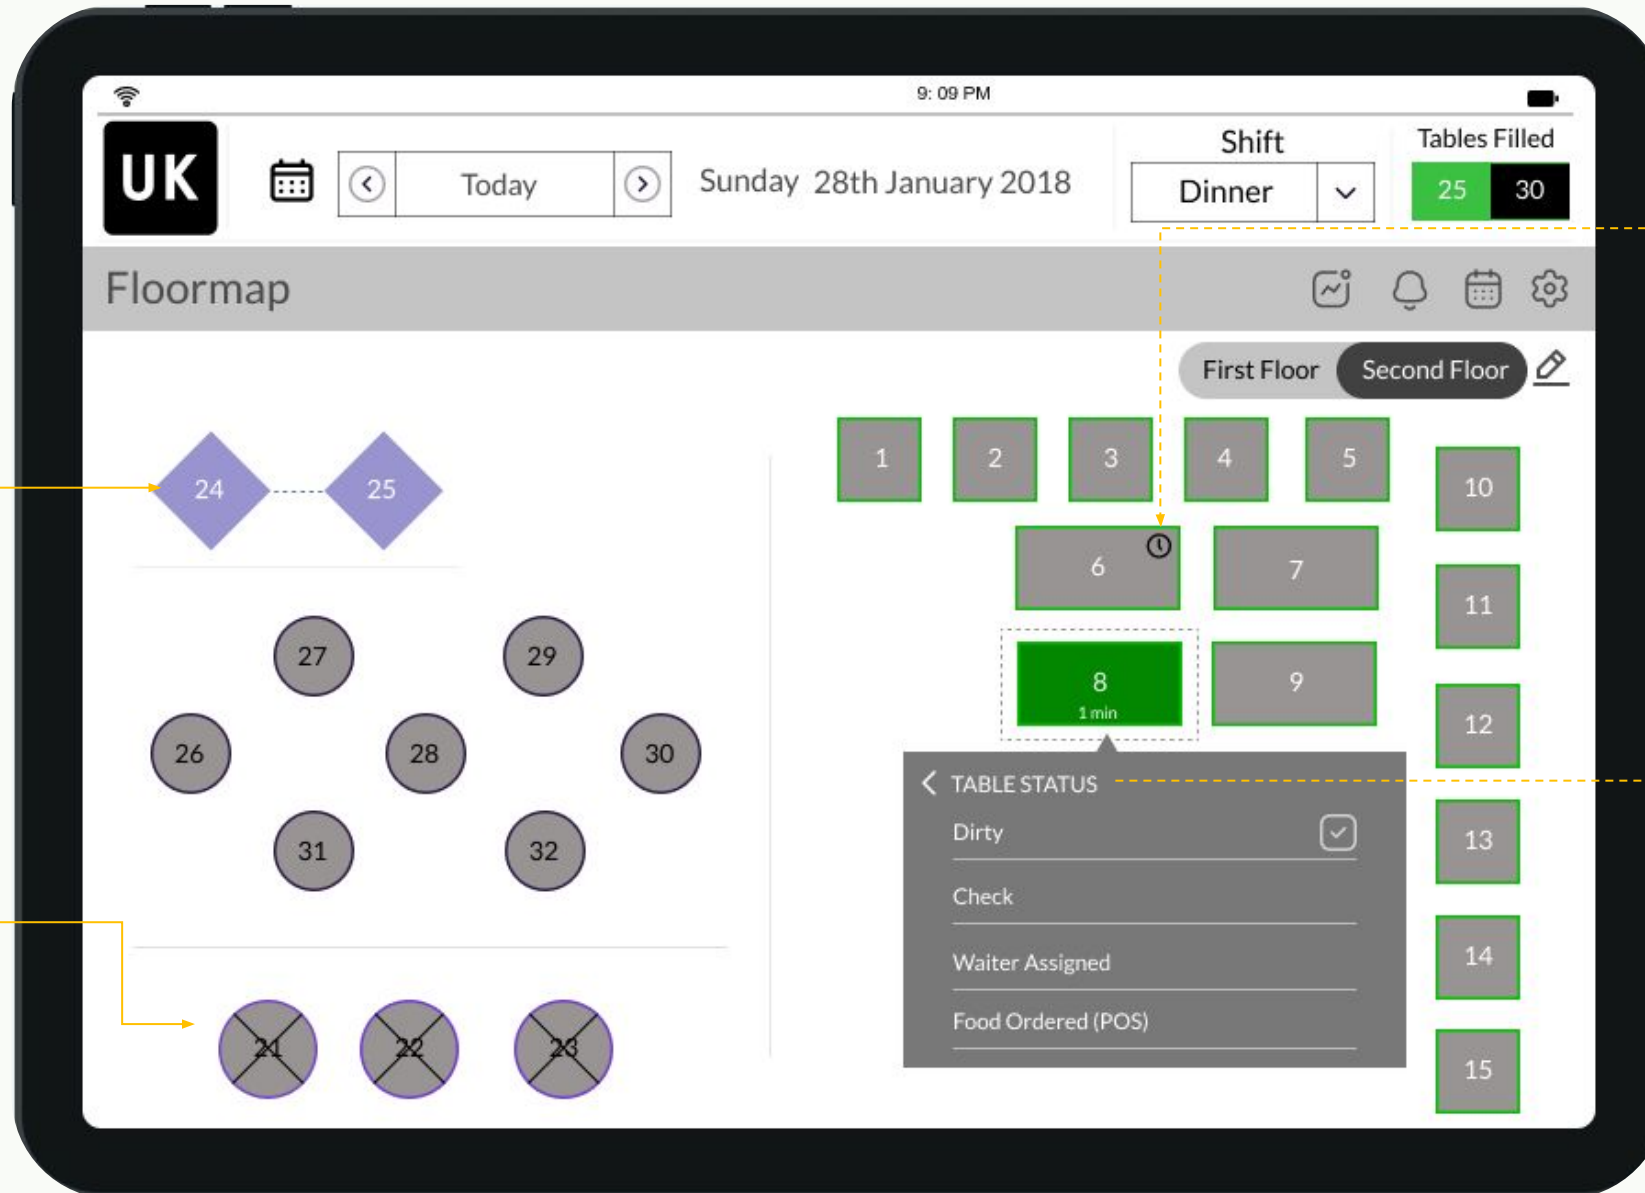 9: 09 PM
UK
Today
Sunday 28th January 2018
Shift
Dinner
Tables Filled
25 30
Floormap
First Floor Second Floor
24 25
27 29
26 28 30
31 32
21 22 23
1 2 3 4 5
6 7
8
1 min
9
10
11
12
13
14
15
TABLE STATUS
Dirty
Check
Waiter Assigned
Food Ordered (POS)